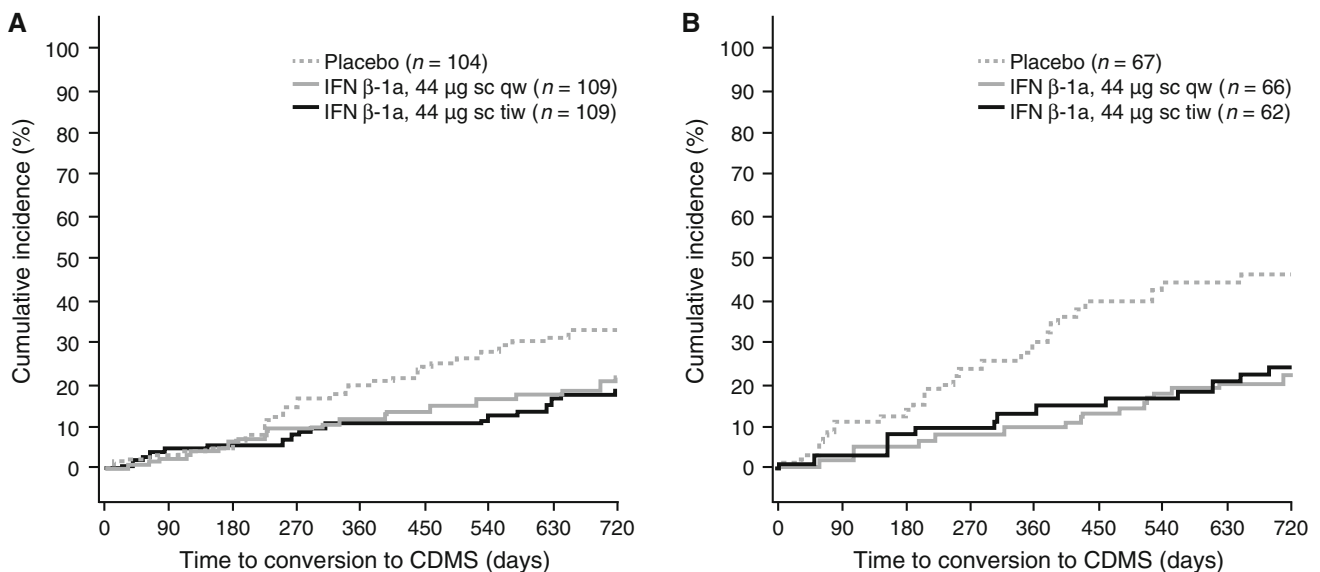 A
Cumulative incidence (%)
100
90
80
70
60
50
40
30
20
10
0
Placebo (n = 104)
IFN β-1a, 44 µg sc qw (n = 109)
IFN β-1a, 44 µg sc tiw (n = 109)
0 90 180 270 360 450 540 630 720
Time to conversion to CDMS (days)
B
Cumulative incidence (%)
100
90
80
70
60
50
40
30
20
10
0
Placebo (n = 67)
IFN β-1a, 44 µg sc qw (n = 66)
IFN β-1a, 44 µg sc tiw (n = 62)
0 90 180 270 360 450 540 630 720
Time to conversion to CDMS (days)